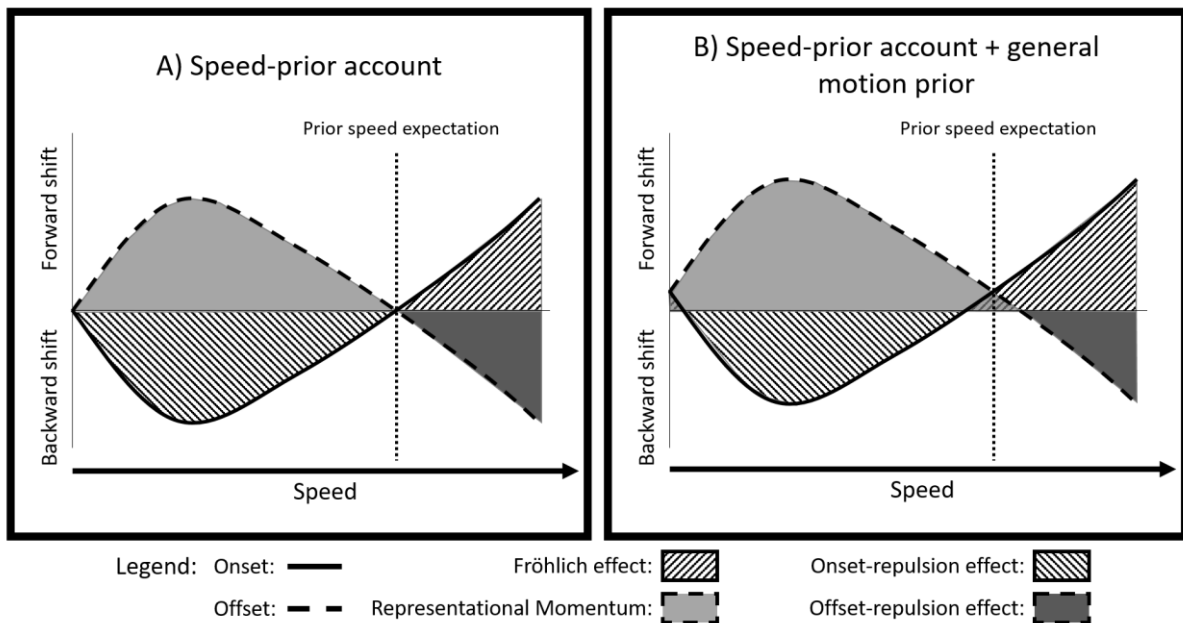 A) Speed-prior account
Prior speed expectation
Forward shift
Backward shift
Speed
B) Speed-prior account + general
motion prior
Prior speed expectation
Forward shift
Backward shift
Speed
Legend: Onset: Fröhlich effect: Onset-repulsion effect:
Offset: Representational Momentum: Offset-repulsion effect: